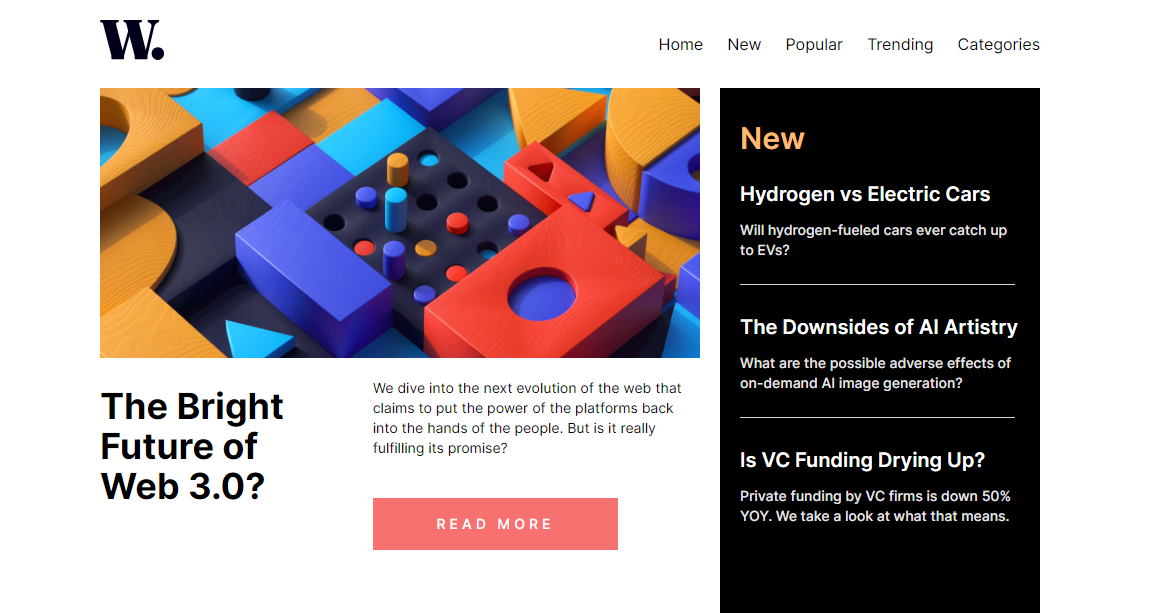 W.
Home New Popular Trending Categories
The Bright
Future of
Web 3.0?
We dive into the next evolution of the web that
claims to put the power of the platforms back
into the hands of the people. But is it really
fulfilling its promise?
READ MORE
New
Hydrogen vs Electric Cars
Will hydrogen-fueled cars ever catch up
to EVs?
The Downsides of AI Artistry
What are the possible adverse effects of
on-demand AI image generation?
Is VC Funding Drying Up?
Private funding by VC firms is down 50%
YOY. We take a look at what that means.